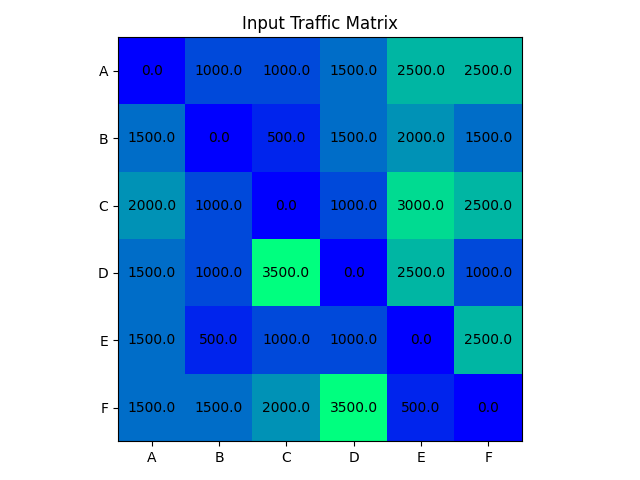 Input Traffic Matrix
A 0.0 1000.0 1000.0 1500.0 2500.0 2500.0
B 1500.0 0.0 500.0 1500.0 2000.0 1500.0
C 2000.0 1000.0 0.0 1000.0 3000.0 2500.0
D 1500.0 1000.0 3500.0 0.0 2500.0 1000.0
E 1500.0 500.0 1000.0 1000.0 0.0 2500.0
F 1500.0 1500.0 2000.0 3500.0 500.0 0.0
A B C D E F